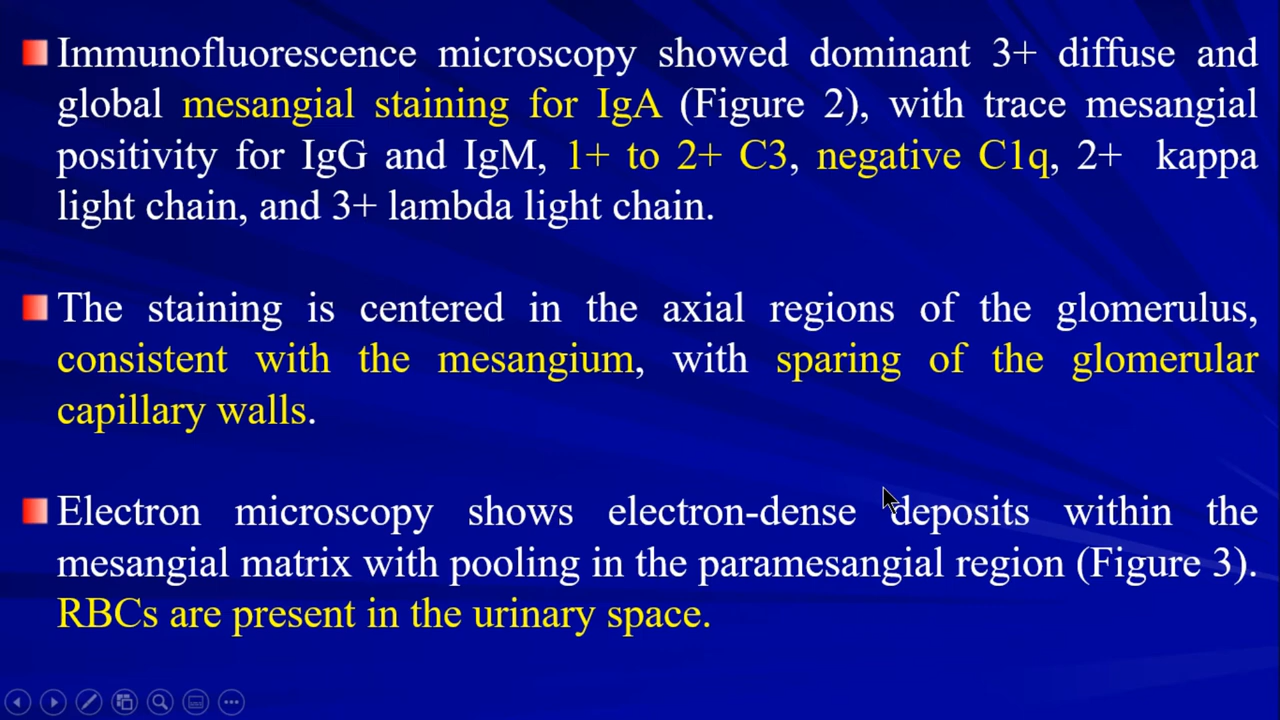 Immunofluorescence microscopy showed dominant 3+ diffuse and
global mesangial staining for IgA (Figure 2), with trace mesangial
positivity for IgG and IgM, 1+ to 2+ C3, negative C1q, 2+ kappa
light chain, and 3+ lambda light chain.
The staining is centered in the axial regions of the glomerulus,
consistent with the mesangium, with sparing of the glomerular
capillary walls.
Electron microscopy shows electron-dense deposits within the
mesangial matrix with pooling in the paramesangial region (Figure 3).
RBCs are present in the urinary space.